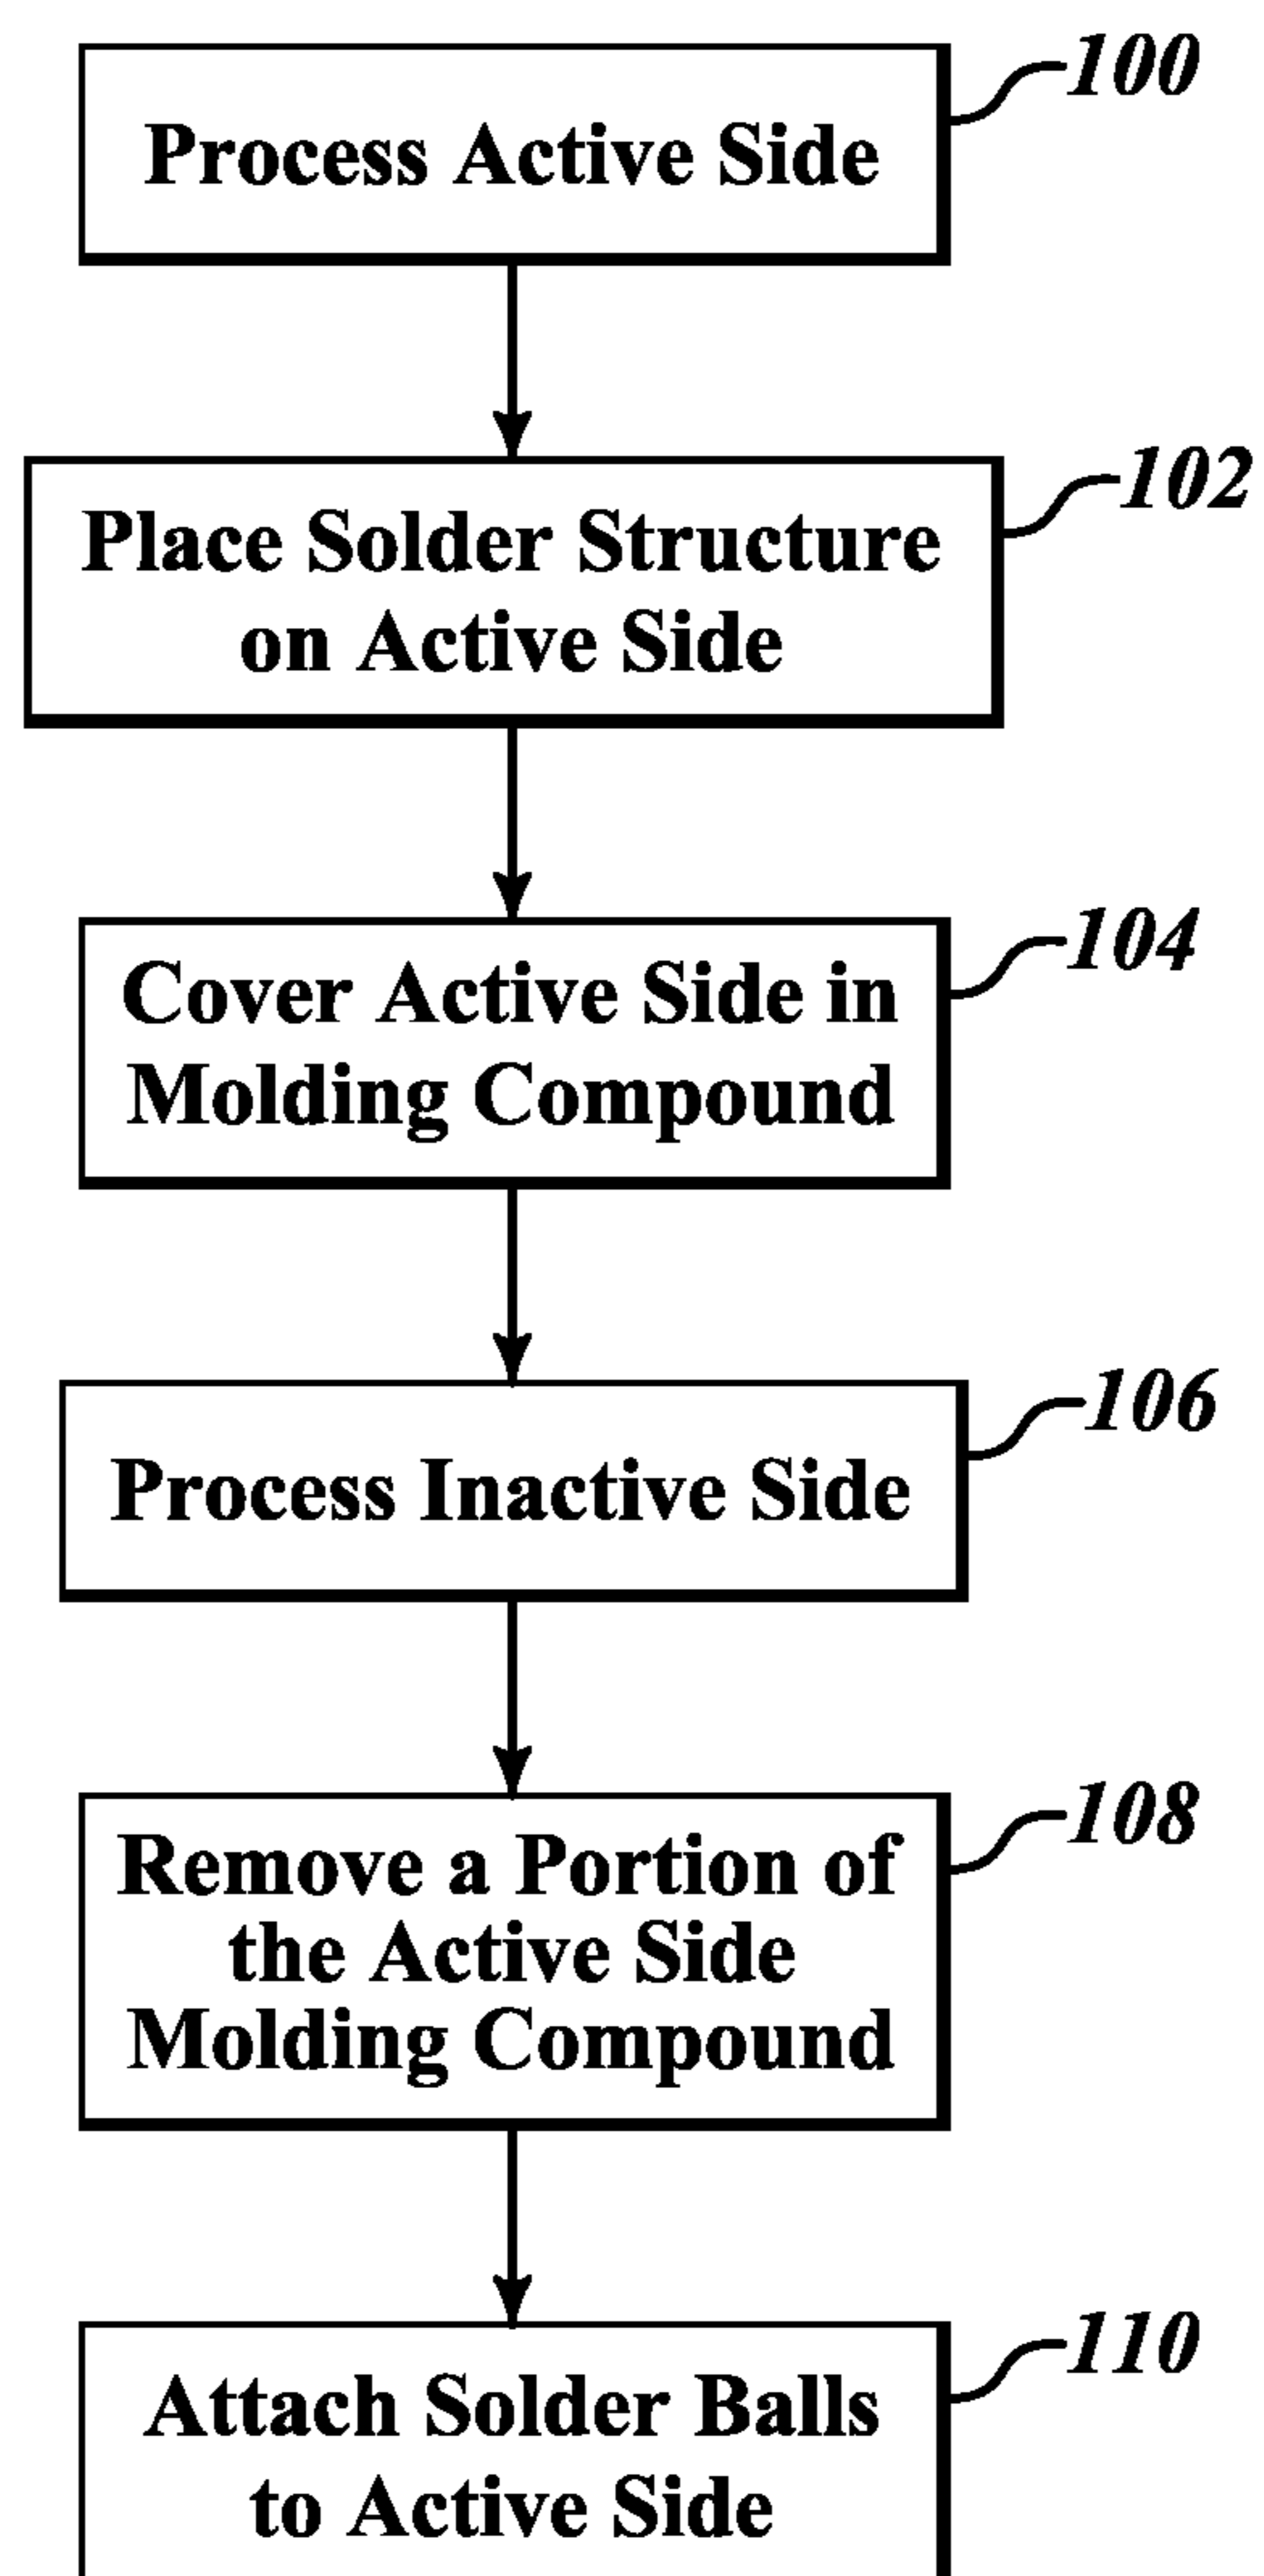 100
Process Active Side
102
Place Solder Structure
on Active Side
104
Cover Active Side in
Molding Compound
106
Process Inactive Side
108
Remove a Portion of
the Active Side
Molding Compound
110
Attach Solder Balls
to Active Side